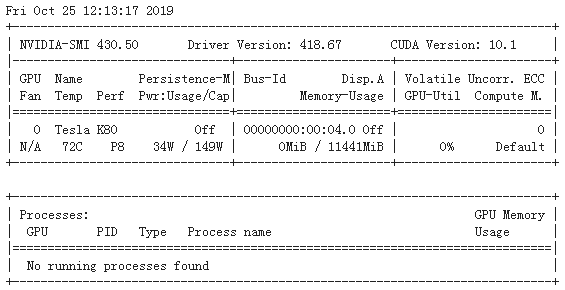 Fri Oct 25 12:13:17 2019
NVIDIA-SMI 430.50 Driver Version: 418.67 CUDA Version: 10.1
GPU Name Persistence-M| Bus-Id Disp.A | Volatile Uncorr. ECC
Fan Temp Perf Pwr:Usage/Cap| Memory-Usage | GPU-Util Compute M.
0 Tesla K80 Off | 00000000:00:04.0 Off | 0
N/A 72C P8 34W / 149W | 0MiB / 11441MiB | 0% Default
Processes: GPU Memory
GPU PID Type Process name Usage
No running processes found